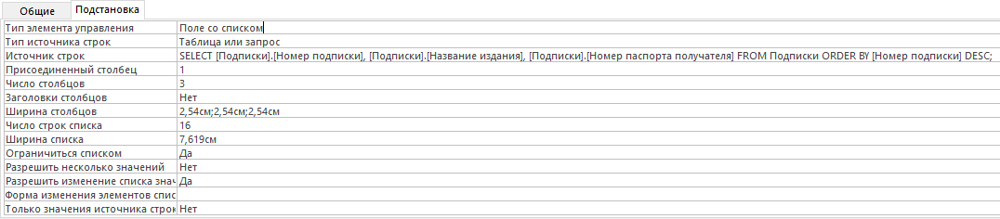 Общие Подстановка
Тип элемента управления Поле со списком
Тип источника строк Таблица или запрос
Источник строк SELECT [Подписки].[Номер подписки], [Подписки].[Название издания], [Подписки].[Номер паспорта получателя] FROM Подписки ORDER BY [Номер подписки] DESC;
Присоединенный столбец 1
Число столбцов 3
Заголовки столбцов Нет
Ширина столбцов 2,54см;2,54см;2,54см
Число строк списка 16
Ширина списка 7,619см
Ограничиться списком Да
Разрешить несколько значений Нет
Разрешить изменение списка знач Да
Форма изменения элементов спис
Только значения источника строк Нет